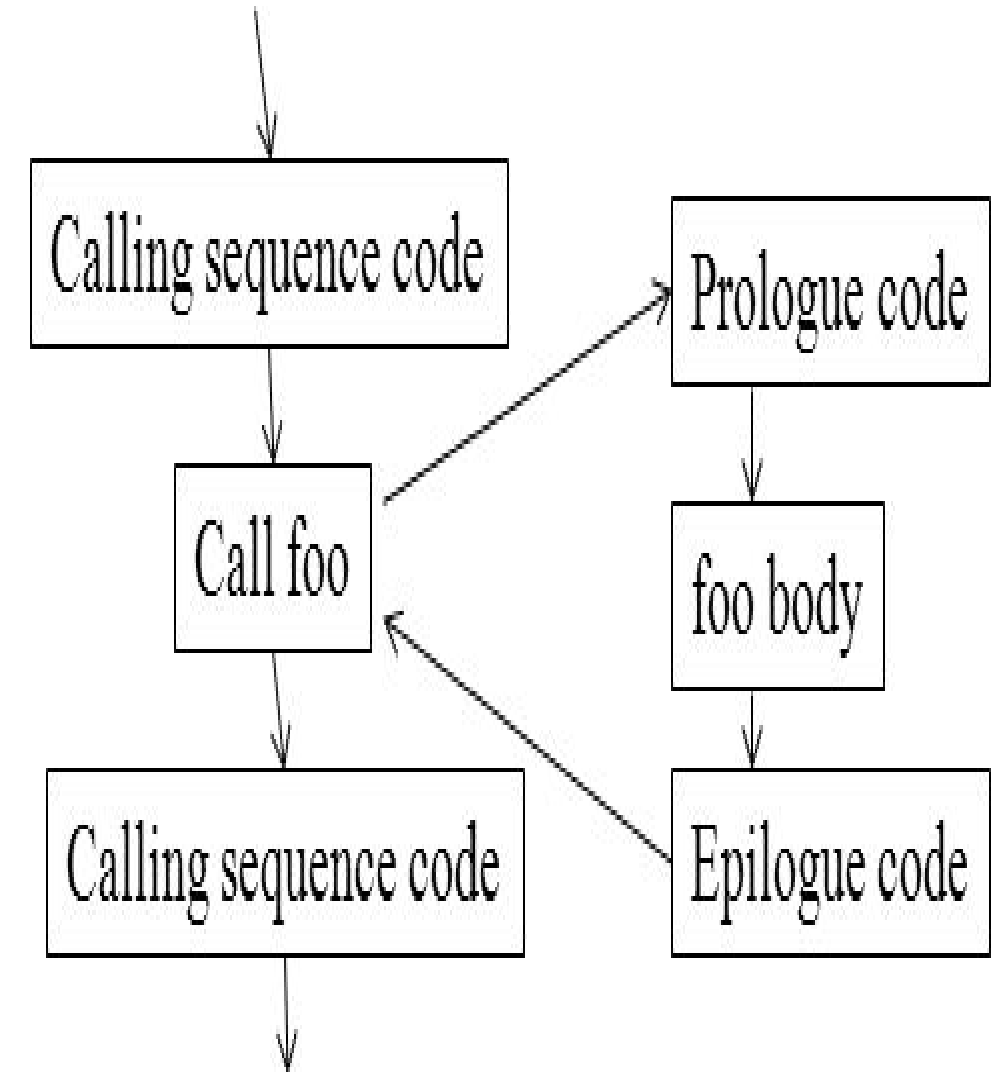 Calling sequence code
Prologue code
Call foo
foo body
Calling sequence code
Epilogue code